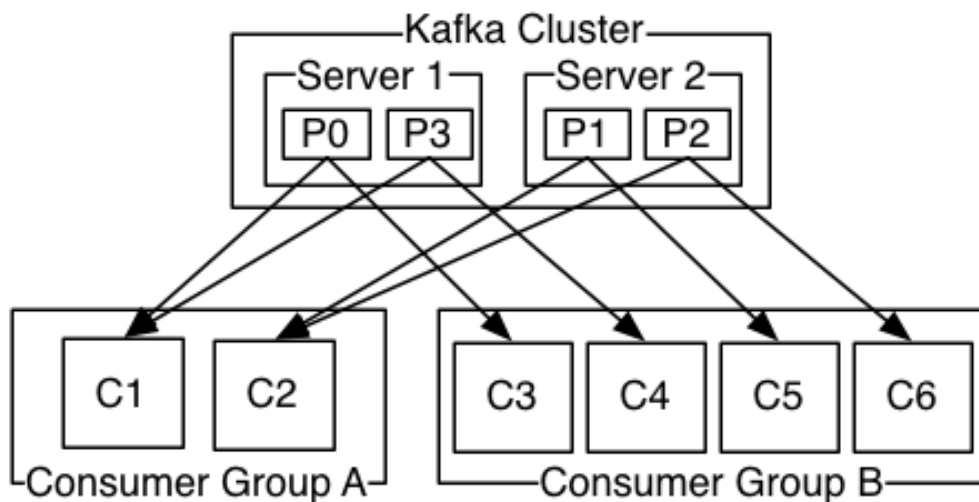 Kafka Cluster
Server 1 Server 2
P0 P3 P1 P2
C1 C2 C3 C4 C5 C6
Consumer Group A Consumer Group B